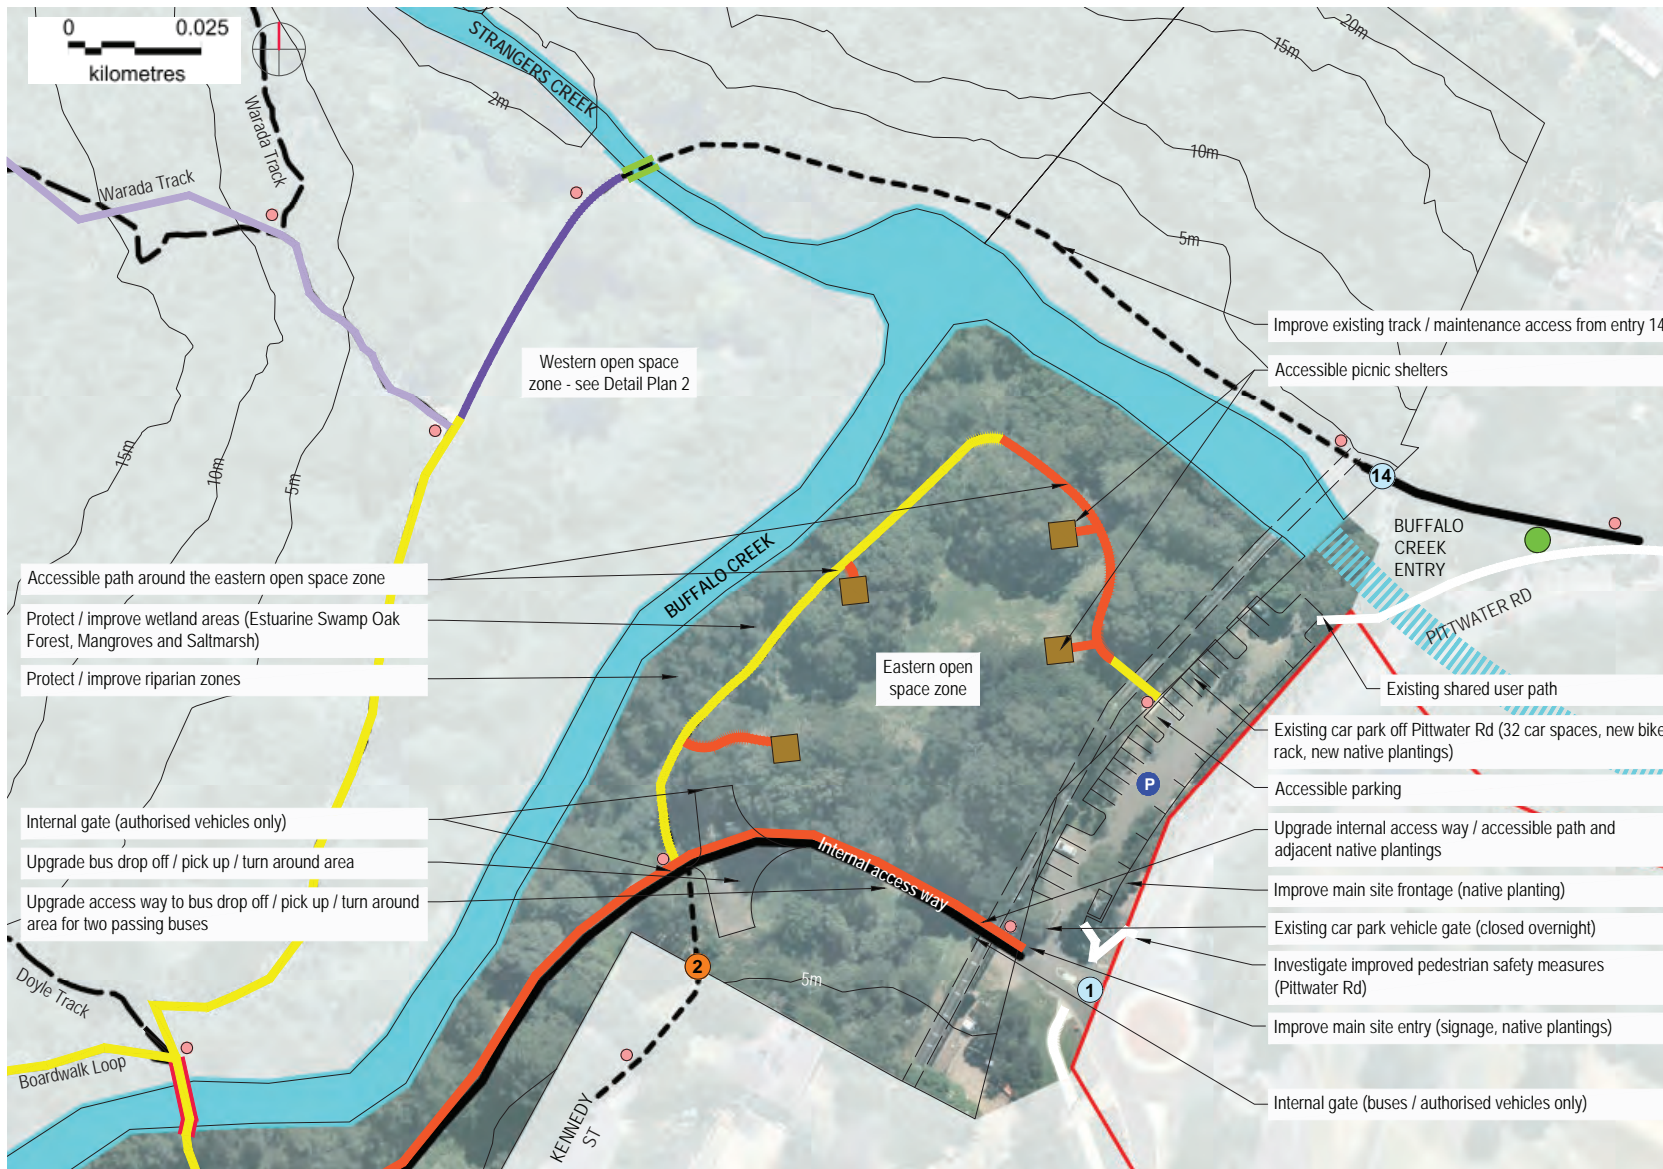 0 0.025
kilometres
STRANGERS CREEK
2m
15m
20m
Warada Track
Warada Track
10m
5m
Improve existing track / maintenance access from entry 14
Western open space
zone - see Detail Plan 2
Accessible picnic shelters
15m
10m
5m
14
BUFFALO
CREEK
ENTRY
BUFFALO CREEK
PITTWATER RD
Accessible path around the eastern open space zone
Protect / improve wetland areas (Estuarine Swamp Oak
Forest, Mangroves and Saltmarsh)
Protect / improve riparian zones
Eastern open
space zone
Existing shared user path
Existing car park off Pittwater Rd (32 car spaces, new bike
rack, new native plantings)
P
Accessible parking
Internal gate (authorised vehicles only)
Upgrade bus drop off / pick up / turn around area
Upgrade access way to bus drop off / pick up / turn around
area for two passing buses
Internal access way
Upgrade internal access way / accessible path and
adjacent native plantings
Improve main site frontage (native planting)
Existing car park vehicle gate (closed overnight)
Investigate improved pedestrian safety measures
(Pittwater Rd)
Improve main site entry (signage, native plantings)
Internal gate (buses / authorised vehicles only)
2
5m
1
Doyle Track
Boardwalk Loop
KENNEDY
ST